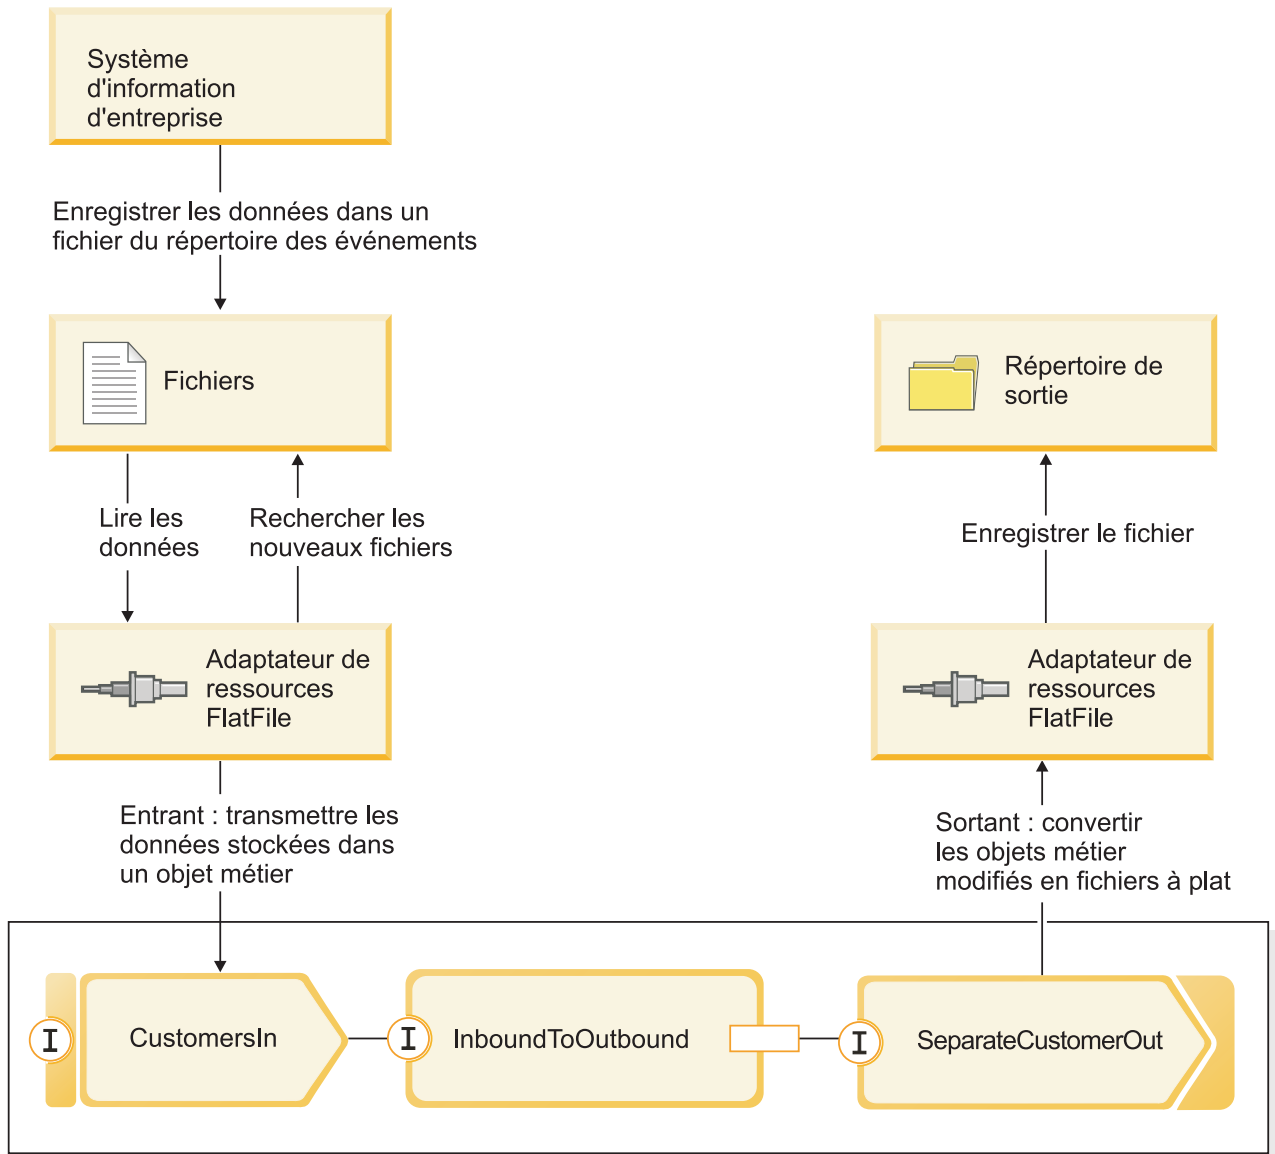 Système
d'information
d'entreprise
Enregistrer les données dans un
fichier du répertoire des événements
Fichiers
Répertoire de
sortie
Lire les
données
Rechercher les
nouveaux fichiers
Enregistrer le fichier
Adaptateur de
ressources
FlatFile
Adaptateur de
ressources
FlatFile
Entrant : transmettre les
données stockées dans
un objet métier
Sortant : convertir
les objets métier
modifiés en fichiers à plat
I
CustomersIn
I
InboundToOutbound
I
SeparateCustomerOut